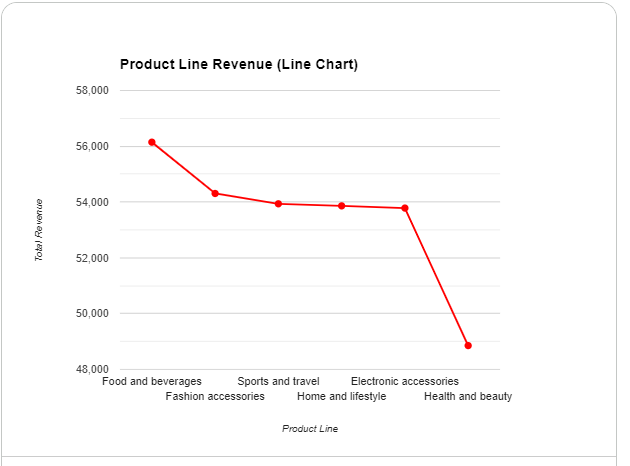 Product Line Revenue (Line Chart)
58,000
56,000
54,000
52,000
50,000
48,000
Total Revenue
Food and beverages
Fashion accessories
Sports and travel
Home and lifestyle
Electronic accessories
Health and beauty
Product Line